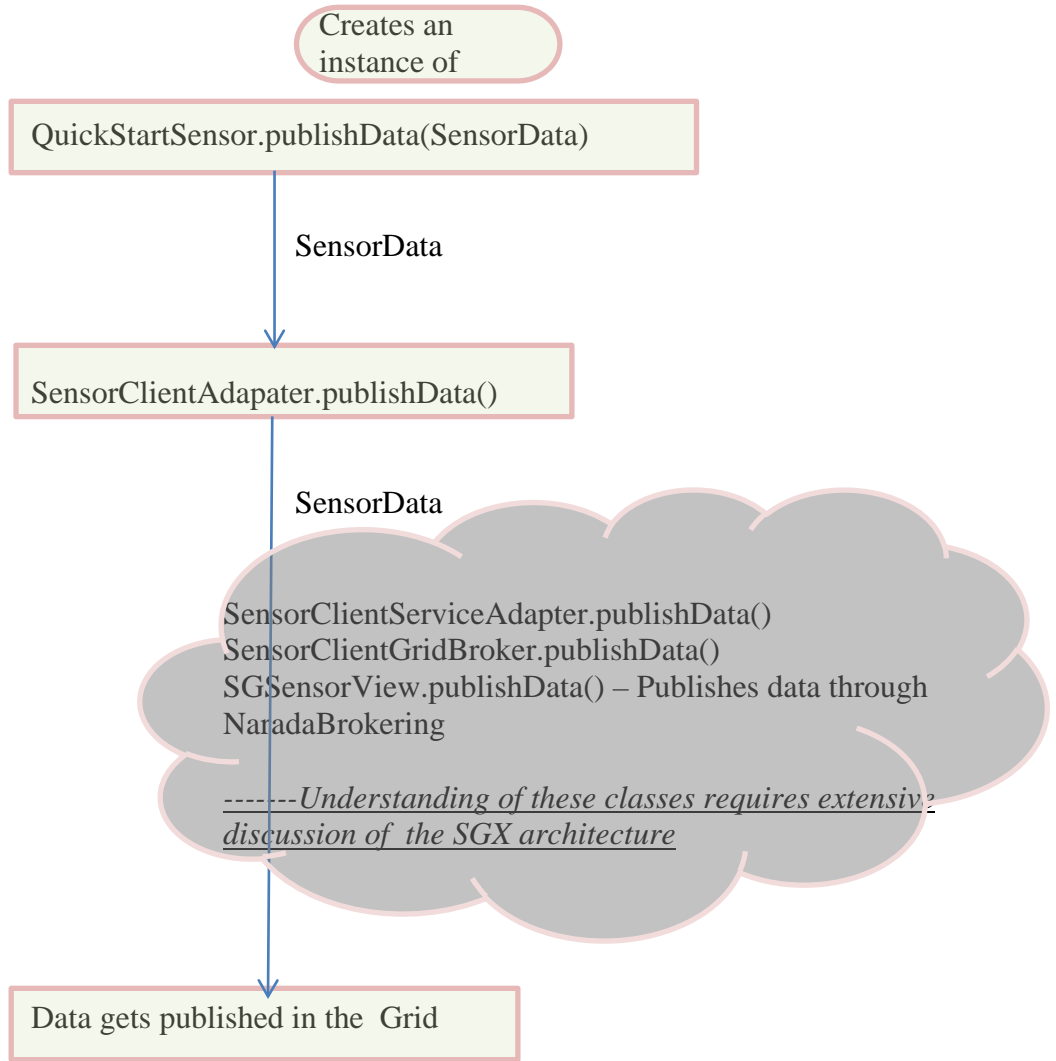 Creates an
instance of
QuickStartSensor.publishData(SensorData)
SensorData
SensorClientAdapater.publishData()
SensorData
SensorClientServiceAdapter.publishData()
SensorClientGridBroker.publishData()
SGSensorView.publishData() – Publishes data through
NaradaBrokering
-------Understanding of these classes requires extensive
discussion of  the SGX architecture
Data gets published in the  Grid